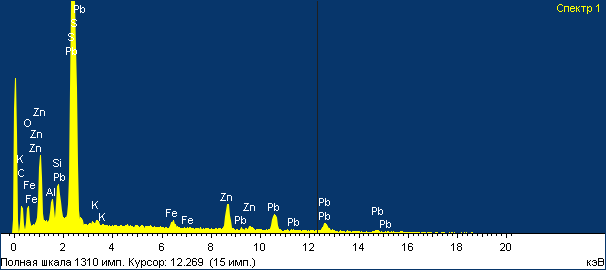 Спектр 1
Pb
S
S
Pb
Zn
O
Zn
Zn
K
C
Fe
Fe
Al
Si
Pb
K
K
Fe
Fe
Zn
Pb
Zn
Pb
Pb
Pb
Pb
Pb
Pb
0 2 4 6 8 10 12 14 16 18 20
Полная шкала 1310 имп. Курсор: 12.269 (15 имп.) кэВ